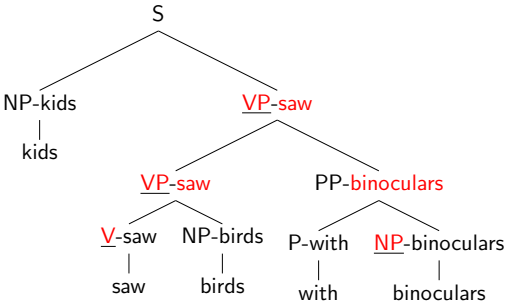 S
NP-kids VP-saw
kids
VP-saw PP-binoculars
V-saw NP-birds P-with NP-binoculars
saw birds with binoculars